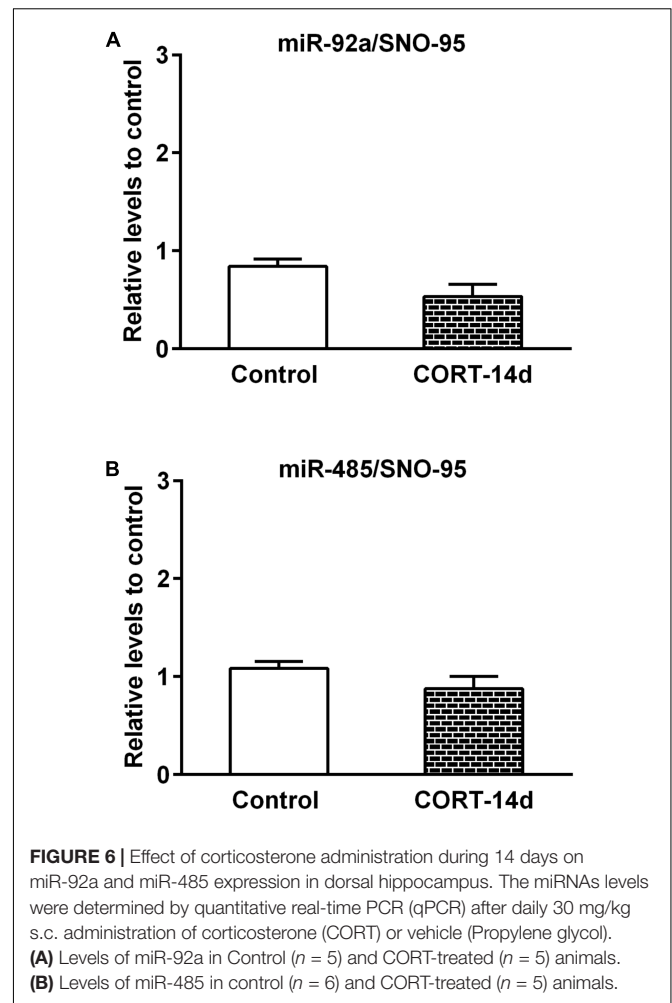 A
miR-92a/SNO-95
Relative levels to control
3
2
1
0
Control CORT-14d
B
miR-485/SNO-95
Relative levels to control
3
2
1
0
Control CORT-14d
FIGURE 6 | Effect of corticosterone administration during 14 days on
miR-92a and miR-485 expression in dorsal hippocampus. The miRNAs levels
were determined by quantitative real-time PCR (qPCR) after daily 30 mg/kg
s.c. administration of corticosterone (CORT) or vehicle (Propylene glycol).
(A) Levels of miR-92a in Control (n = 5) and CORT-treated (n = 5) animals.
(B) Levels of miR-485 in control (n = 6) and CORT-treated (n = 5) animals.